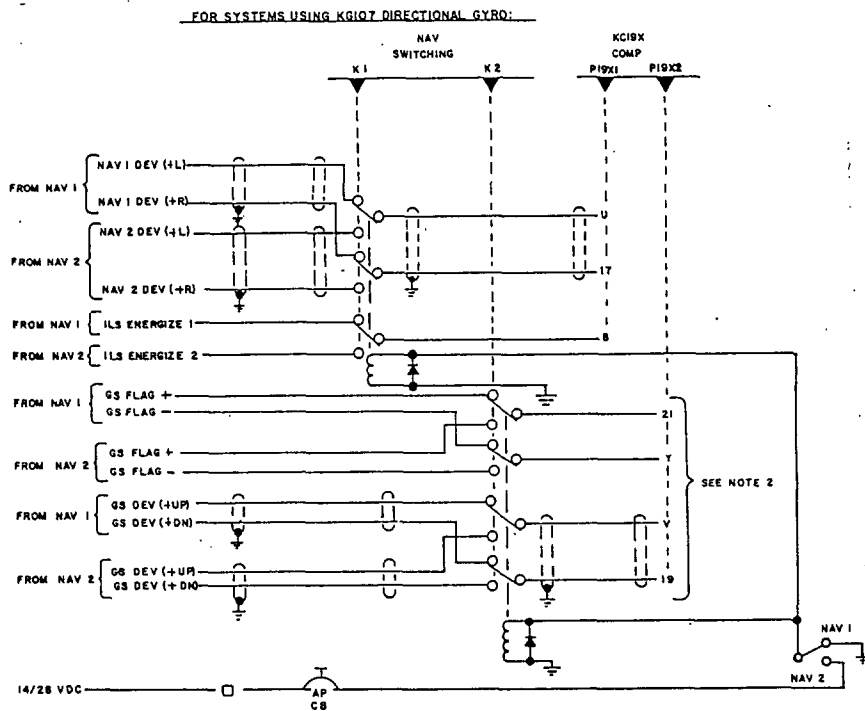 FOR SYSTEMS USING KG107 DIRECTIONAL GYRO:
NAV
SWITCHING
KC19X
COMP
K1
K2
P19X1
P19X2
FROM NAV 1
NAV 1 DEV (+L)
NAV 1 DEV (+R)
U
FROM NAV 2
NAV 2 DEV (+L)
NAV 2 DEV (+R)
17
FROM NAV 1
ILS ENERGIZE 1
8
FROM NAV 2
ILS ENERGIZE 2
FROM NAV 1
GS FLAG +
GS FLAG -
21
FROM NAV 2
GS FLAG +
GS FLAG -
Y
SEE NOTE 2
FROM NAV 1
GS DEV (+UP)
GS DEV (+DN)
V
FROM NAV 2
GS DEV (+UP)
GS DEV (+DN)
19
NAV 1
NAV 2
14/28 VDC
AP
CB